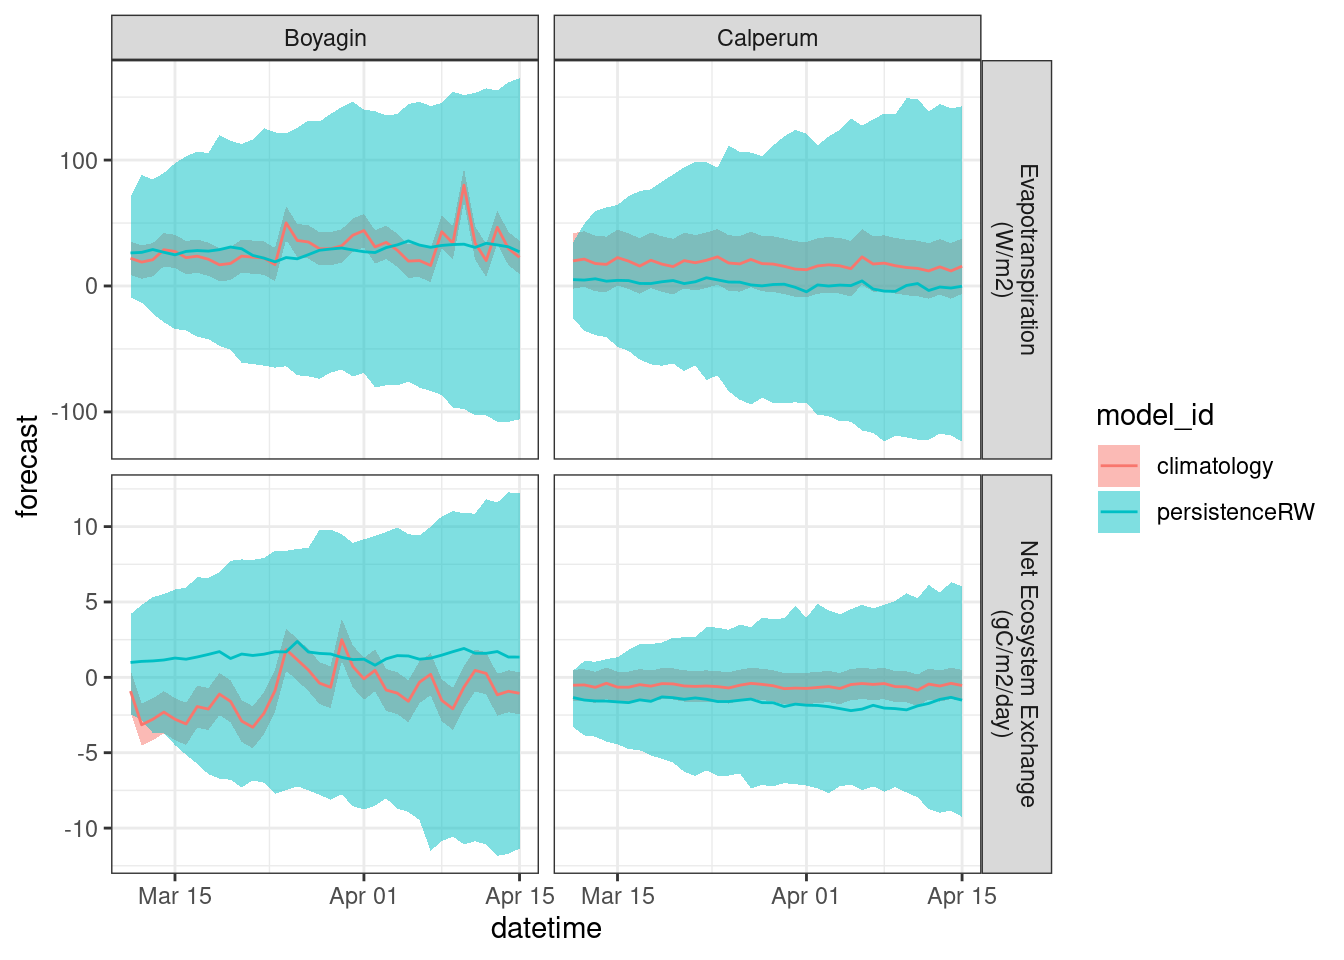 Boyagin
Calperum
100
0
-100
Evapotranspiration
(W/m2)
forecast
10
5
0
-5
-10
Net Ecosystem Exchange
(gC/m2/day)
Mar 15
Apr 01
Apr 15
Mar 15
Apr 01
Apr 15
datetime
model_id
climatology
persistenceRW